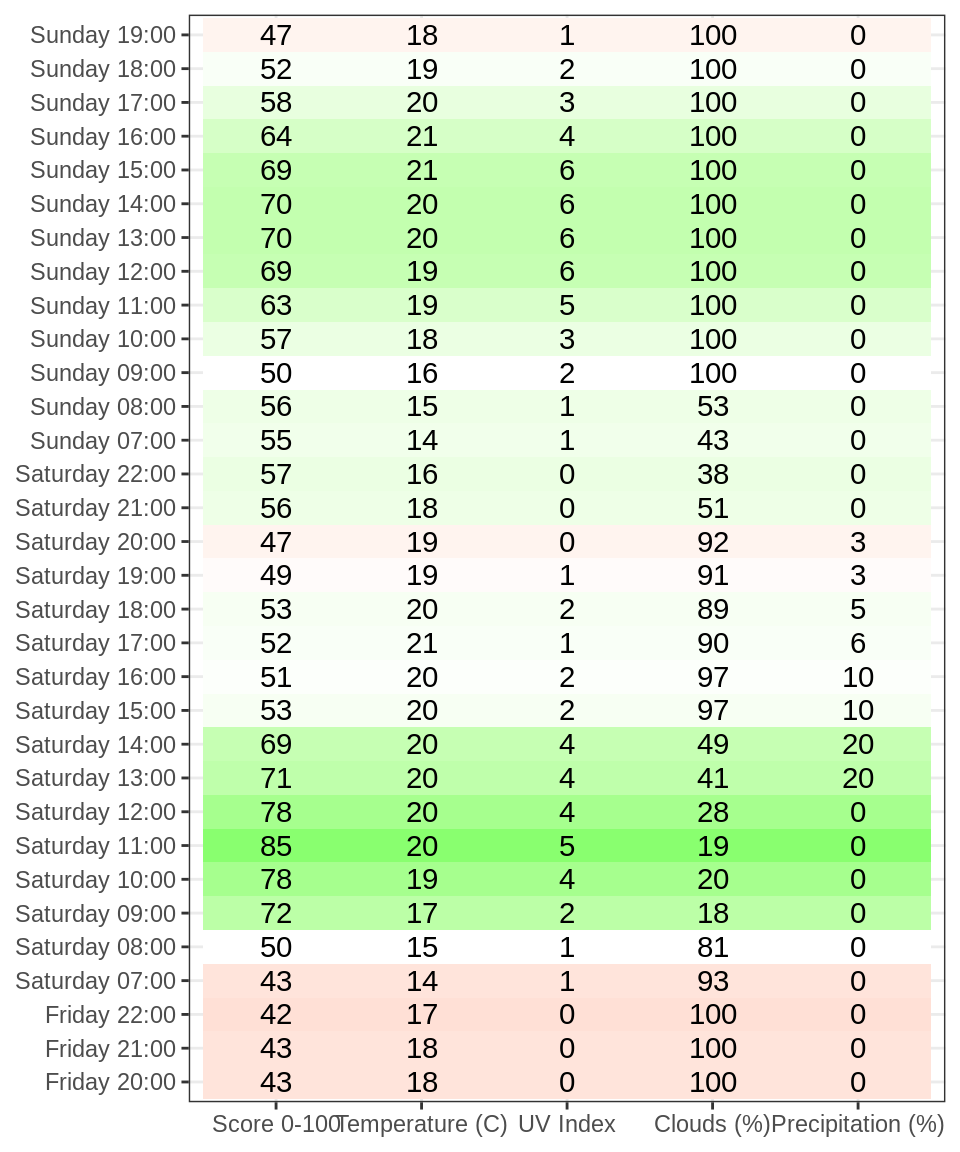 Sunday 19:00 47 18 1 100 0
Sunday 18:00 52 19 2 100 0
Sunday 17:00 58 20 3 100 0
Sunday 16:00 64 21 4 100 0
Sunday 15:00 69 21 6 100 0
Sunday 14:00 70 20 6 100 0
Sunday 13:00 70 20 6 100 0
Sunday 12:00 69 19 6 100 0
Sunday 11:00 63 19 5 100 0
Sunday 10:00 57 18 3 100 0
Sunday 09:00 50 16 2 100 0
Sunday 08:00 56 15 1 53 0
Sunday 07:00 55 14 1 43 0
Saturday 22:00 57 16 0 38 0
Saturday 21:00 56 18 0 51 0
Saturday 20:00 47 19 0 92 3
Saturday 19:00 49 19 1 91 3
Saturday 18:00 53 20 2 89 5
Saturday 17:00 52 21 1 90 6
Saturday 16:00 51 20 2 97 10
Saturday 15:00 53 20 2 97 10
Saturday 14:00 69 20 4 49 20
Saturday 13:00 71 20 4 41 20
Saturday 12:00 78 20 4 28 0
Saturday 11:00 85 20 5 19 0
Saturday 10:00 78 19 4 20 0
Saturday 09:00 72 17 2 18 0
Saturday 08:00 50 15 1 81 0
Saturday 07:00 43 14 1 93 0
Friday 22:00 42 17 0 100 0
Friday 21:00 43 18 0 100 0
Friday 20:00 43 18 0 100 0
Score 0-100 Temperature (C) UV Index Clouds (%) Precipitation (%)